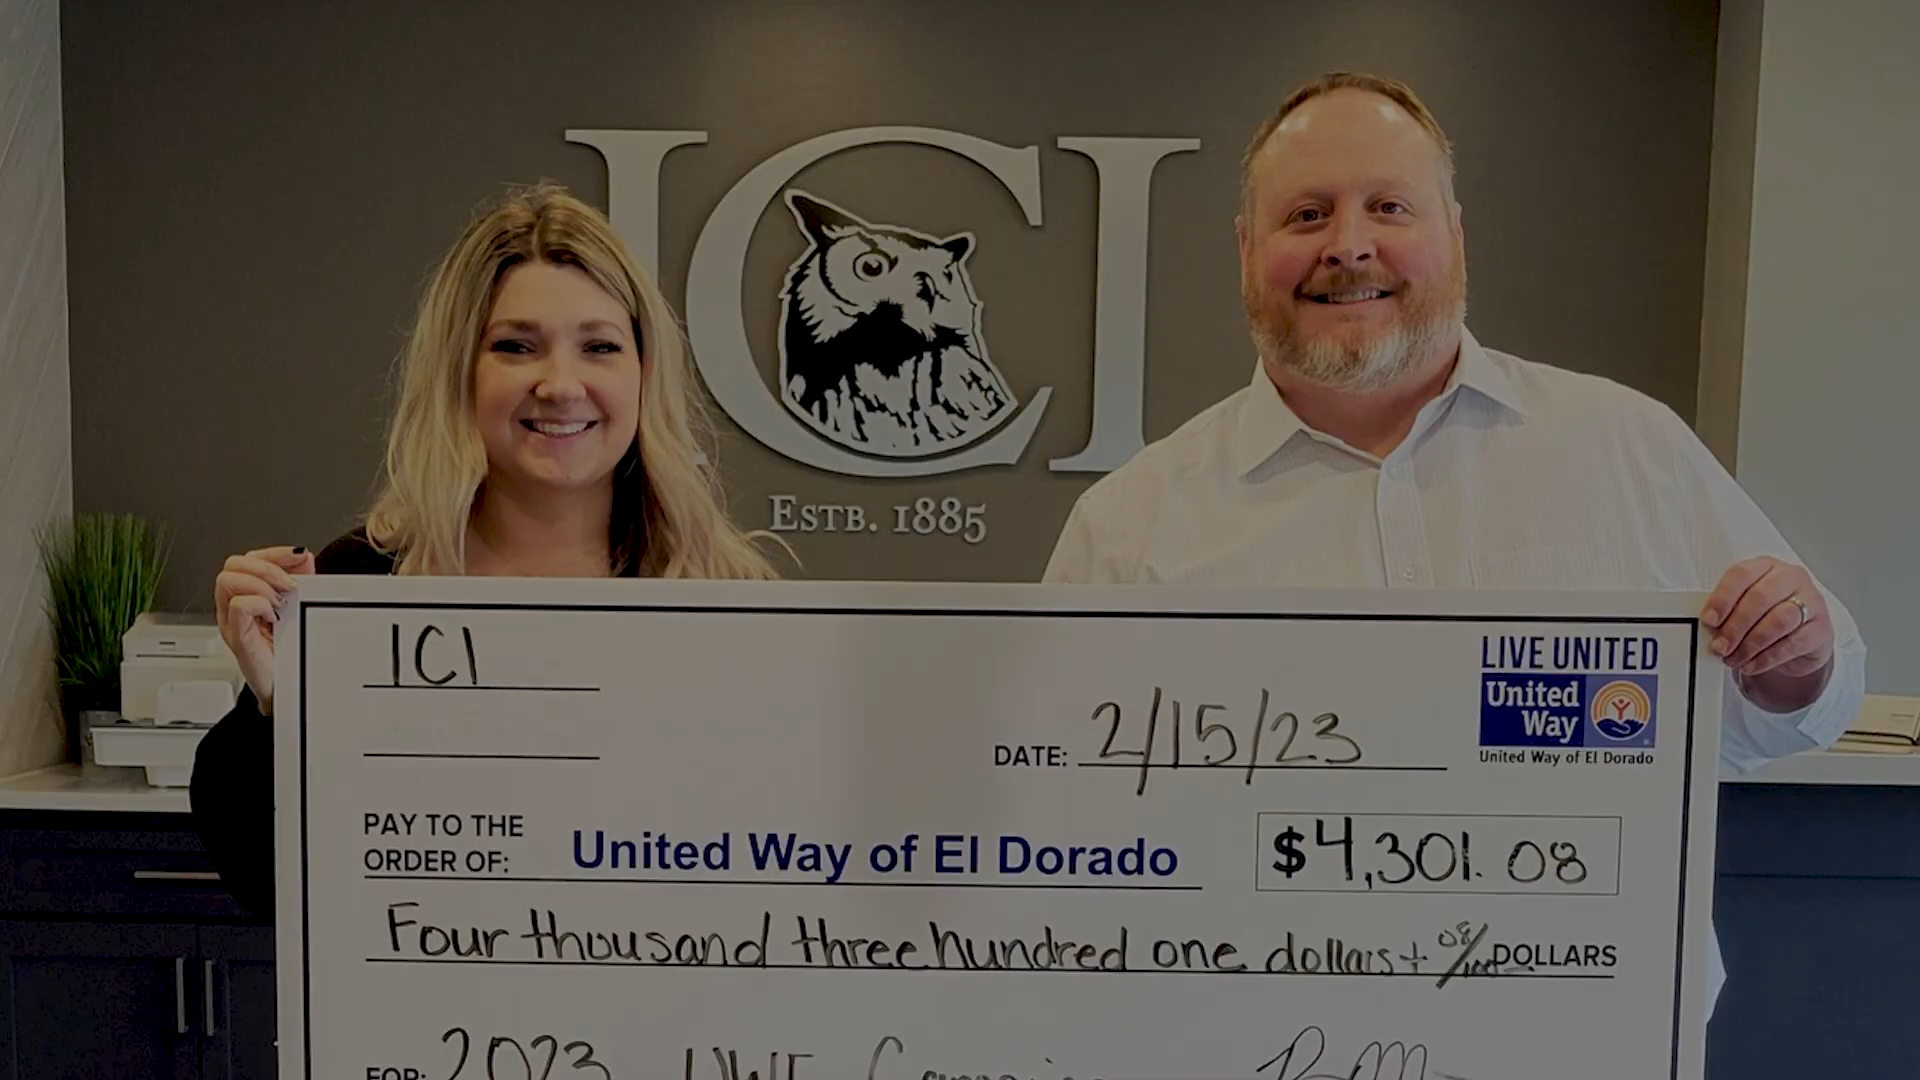 ICI
ESTB. 1885
ICI
LIVE UNITED
United
Way
United Way of El Dorado
DATE: 2/15/23
PAY TO THE
ORDER OF: United Way of El Dorado $4,301.08
Four thousand three hundred one dollars + 08/100 DOLLARS
FOR: 2023